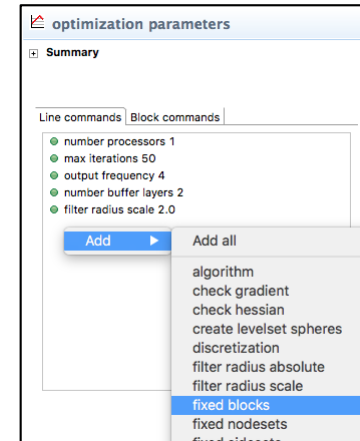 optimization parameters
Summary
Line commands Block commands
number processors 1
max iterations 50
output frequency 4
number buffer layers 2
filter radius scale 2.0
Add
Add all
algorithm
check gradient
check hessian
create levelset spheres
discretization
filter radius absolute
filter radius scale
fixed blocks
fixed nodesets
fixed sidesets